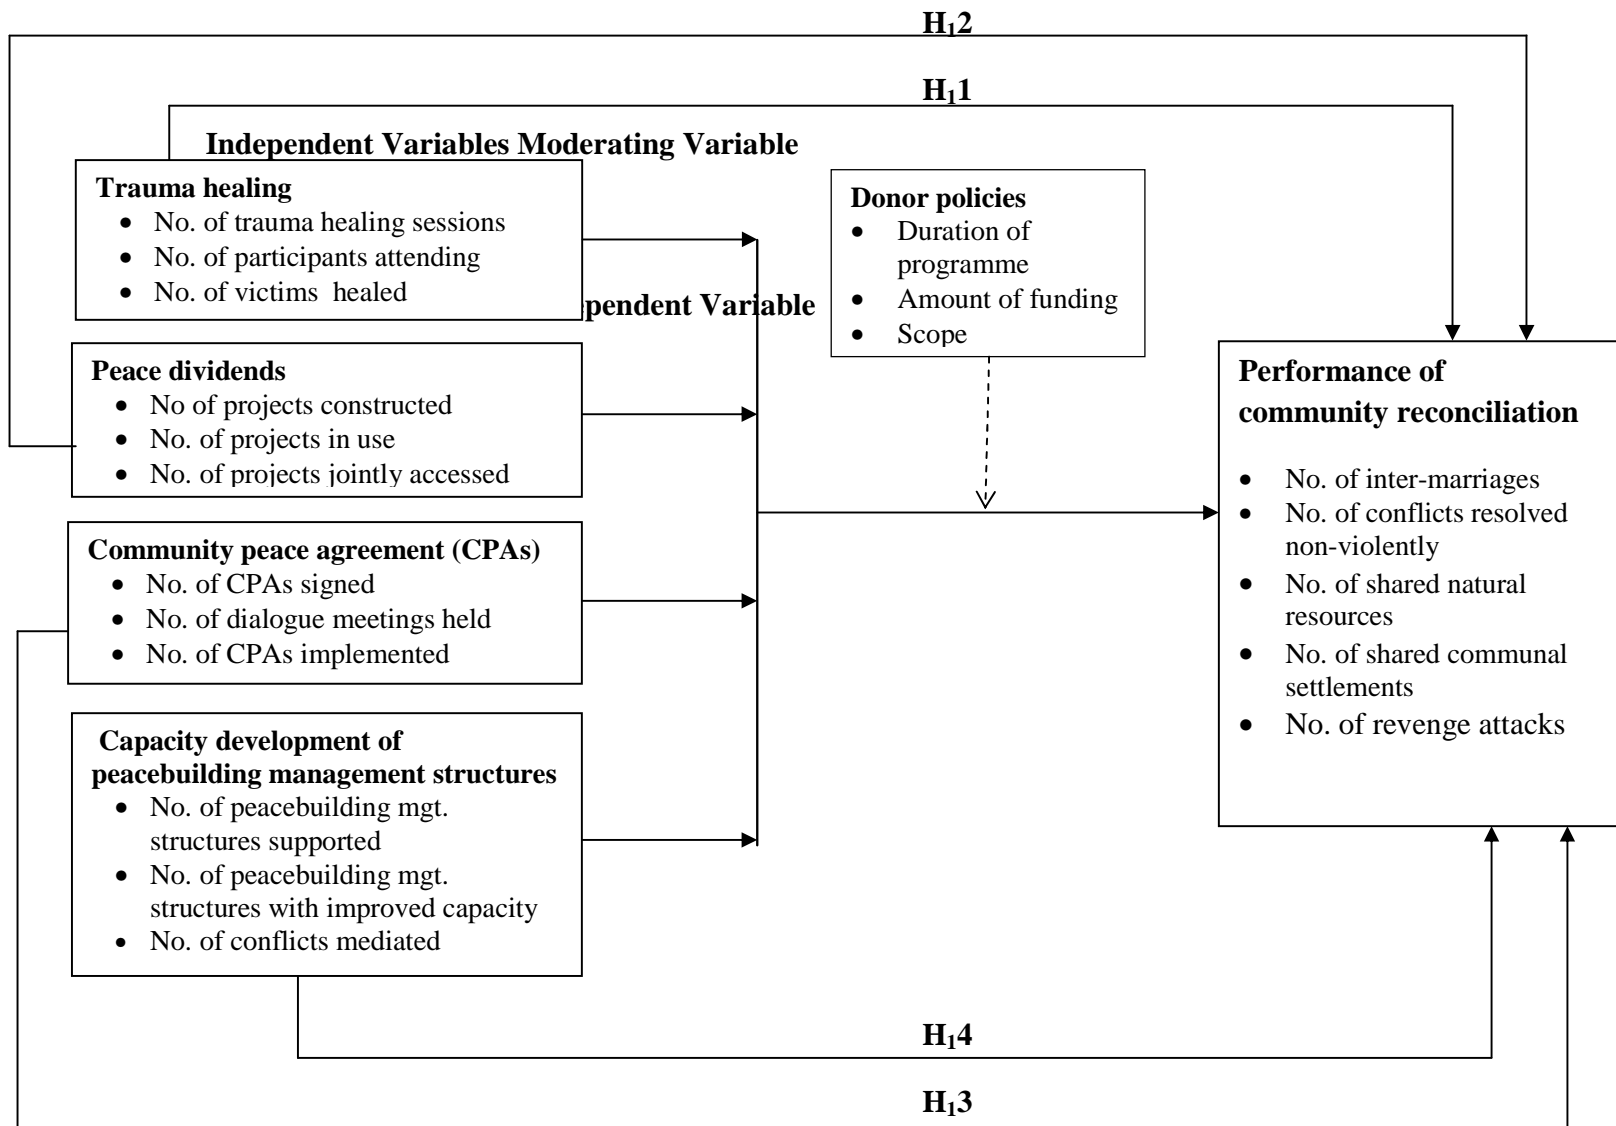 H₁2
H₁1
Independent Variables Moderating Variable
Trauma healing
• No. of trauma healing sessions
• No. of participants attending
• No. of victims healed
pendent Variable
Donor policies
• Duration of
programme
• Amount of funding
• Scope
Peace dividends
• No of projects constructed
• No. of projects in use
• No. of projects jointly accessed
Community peace agreement (CPAs)
• No. of CPAs signed
• No. of dialogue meetings held
• No. of CPAs implemented
Capacity development of
peacebuilding management structures
• No. of peacebuilding mgt.
structures supported
• No. of peacebuilding mgt.
structures with improved capacity
• No. of conflicts mediated
Performance of
community reconciliation
• No. of inter-marriages
• No. of conflicts resolved
non-violently
• No. of shared natural
resources
• No. of shared communal
settlements
• No. of revenge attacks
H₁4
H₁3